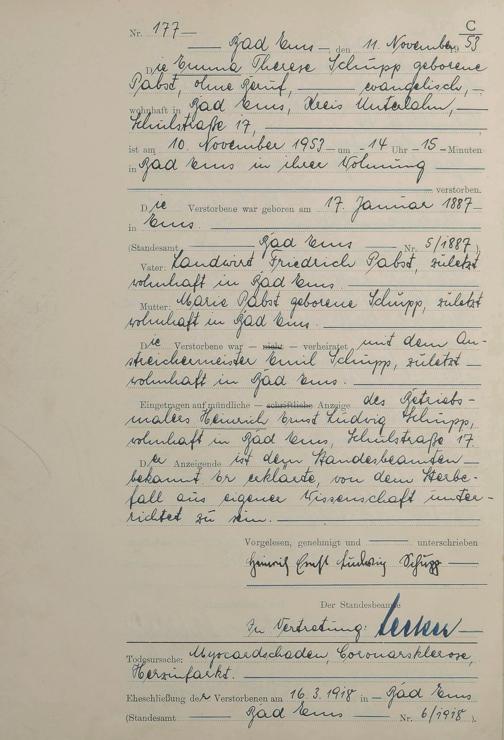 C
Nr. 177
Bad Ems — den 11. November 1953
Die Emma Therese Schupp geborene
Pabst, ohne Beruf, — evangelisch, —
wohnhaft in Bad Ems, Kreis Unterlahn, —
Schulstraße 17,
ist am 10. November 1953 — um — 14 Uhr — 15 — Minuten
in Bad Ems in ihrer Wohnung —
verstorben.
Die Verstorbene war geboren am 17. Januar 1887 —
in Ems.
(Standesamt — Bad Ems — Nr. 5/1887).
Vater: Landwirt Friedrich Pabst, zuletzt
wohnhaft in Bad Ems.
Mutter: Marie Pabst geborene Schupp, zuletzt
wohnhaft in Bad Ems.
Die Verstorbene war — nicht — verheiratet mit dem An-
streichermeister Emil Schupp, zuletzt —
wohnhaft in Bad Ems. —
Eingetragen auf mündliche — schriftliche Anzeige des Betriebs-
malers Heinrich Ernst Ludwig Schupp,
wohnhaft in Bad Ems, Schulstraße 17
Der Anzeigende ist dem Standesbeamten —
bekannt. Er erklärte, von dem Sterbe-
fall aus eigener Wissenschaft unter-
richtet zu sein. —
Vorgelesen, genehmigt und — unterschrieben
Heinrich Ernst Ludwig Schupp —
Der Standesbeamte
In Vertretung: —
Todesursache: Myocardschaden, Coronarsklerose,
Herzinfarkt. —
Eheschließung der Verstorbenen am 16.3.1918 in — Bad Ems
(Standesamt — Bad Ems — Nr. 6/1918 ).